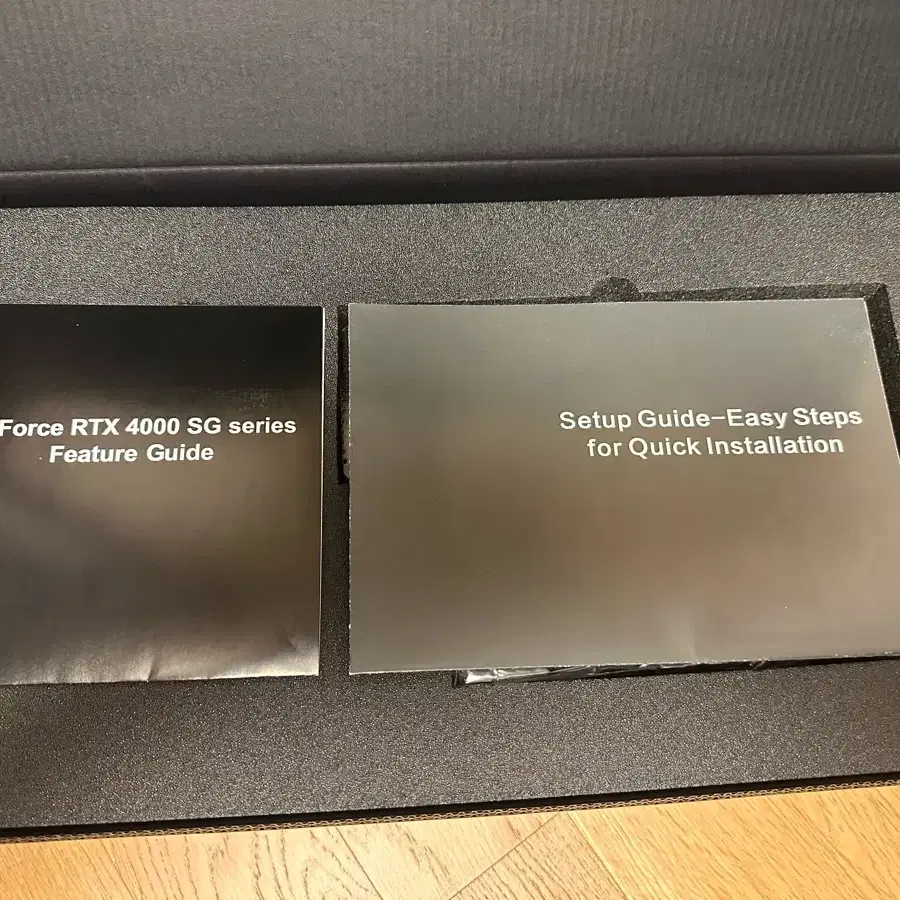 Force RTX 4000 SG series
Feature Guide
Setup Guide-Easy Steps
for Quick Installation